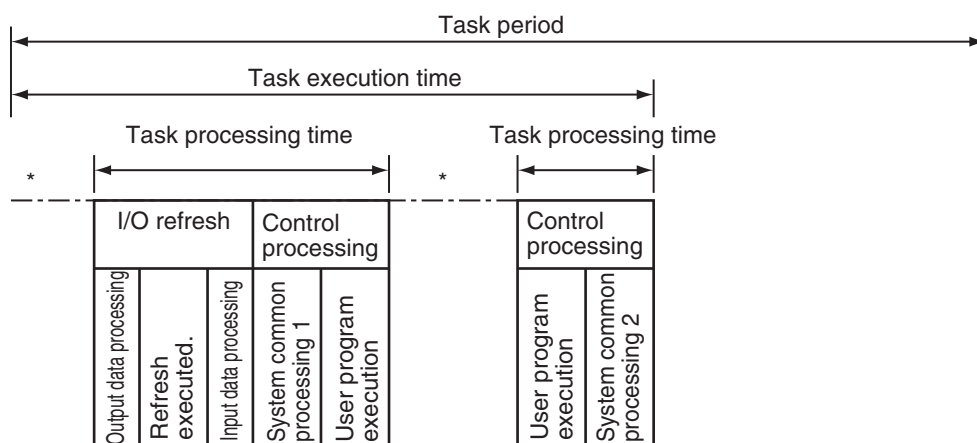 Task period
Task execution time
Task processing time
Task processing time
*
*
I/O refresh
Control
processing
Control
processing
Output data processing
Refresh
executed.
Input data processing
System common
processing 1
User program
execution
User program
execution
System common
processing 2